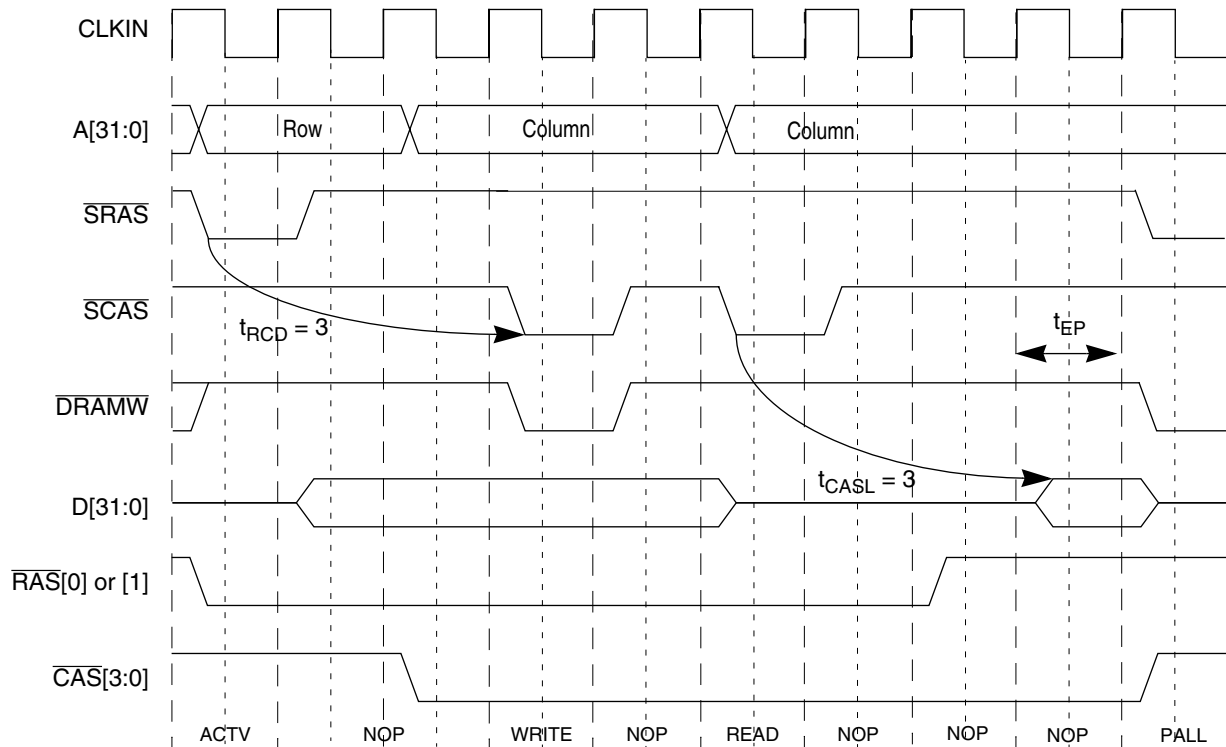 CLKIN
A[31:0] Row Column Column
SRAS
SCAS
tRCD = 3
tEP
DRAMW
tCASL = 3
D[31:0]
RAS[0] or [1]
CAS[3:0]
ACTV NOP WRITE NOP READ NOP NOP NOP PALL